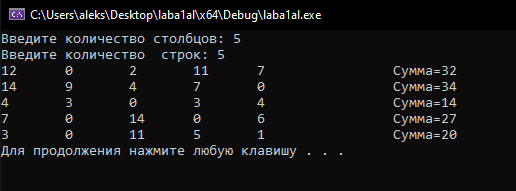 C:\Users\aleks\Desktop\laba1al\x64\Debug\laba1al.exe
Введите количество столбцов: 5
Введите количество  строк: 5
12 0 2 11 7 Сумма=32
14 9 4 7 0 Сумма=34
4 3 0 3 4 Сумма=14
7 0 14 0 6 Сумма=27
3 0 11 5 1 Сумма=20
Для продолжения нажмите любую клавишу . . .